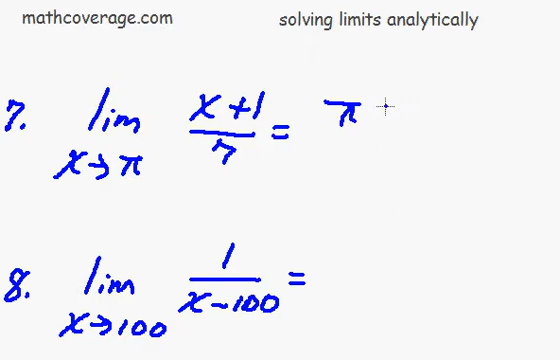 mathcoverage.com solving limits analytically
7. lim x→π (x+1)/7 = π
8. lim x→100 1/(x-100) =